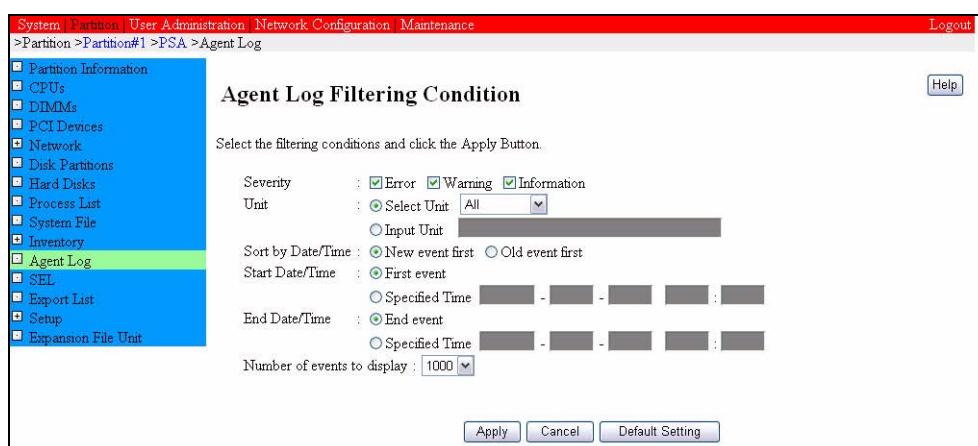 System | Partition | User Administration | Network Configuration | Maintenance Logout
>Partition >Partition#1 >PSA >Agent Log
Partition Information
CPUs
DIMMs
PCI Devices
Network
Disk Partitions
Hard Disks
Process List
System File
Inventory
Agent Log
SEL
Export List
Setup
Expansion File Unit
Help
Agent Log Filtering Condition
Select the filtering conditions and click the Apply Button.
Severity : Error Warning Information
Unit : Select Unit All
Input Unit
Sort by Date/Time : New event first Old event first
Start Date/Time : First event
Specified Time - - :
End Date/Time : End event
Specified Time - - :
Number of events to display : 1000
Apply Cancel Default Setting